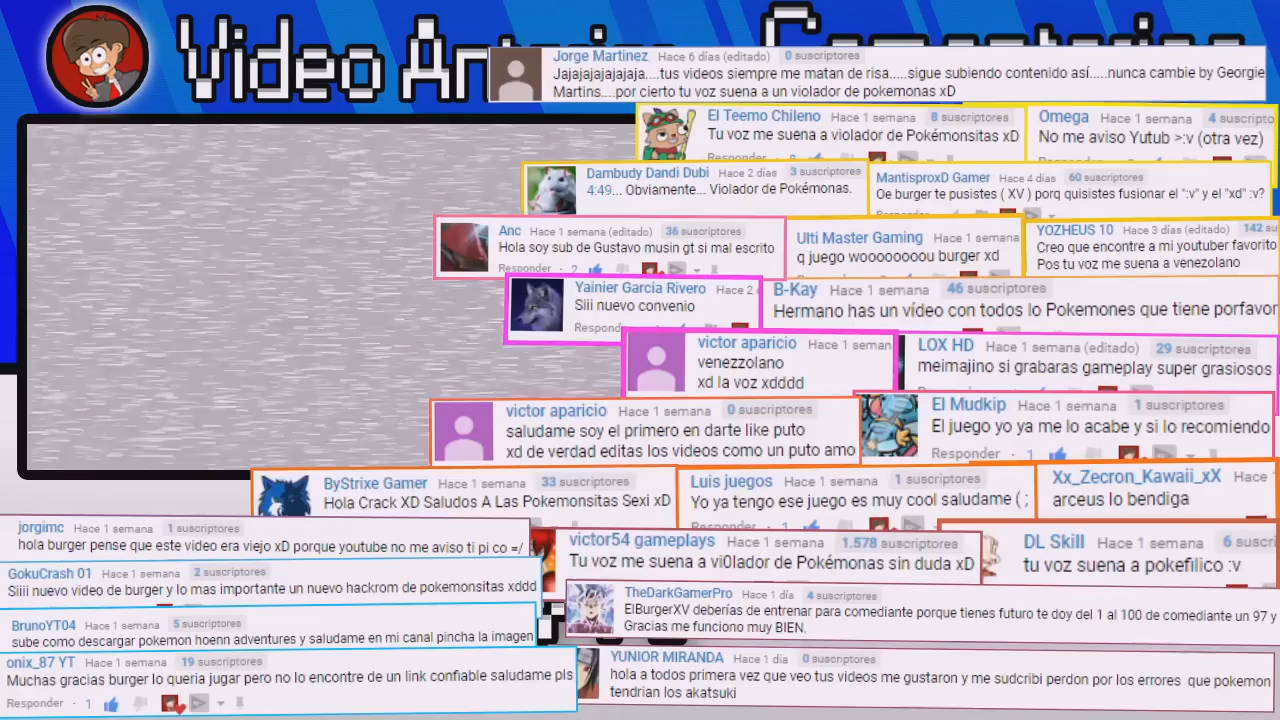 Video An
Jorge Martinez Hace 6 días (editado) 0 suscriptores
Jajajajajajaja....tus videos siempre me matan de risa.....sigue subiendo contenido así.....nunca cambie by Georgie
Martins....por cierto tu voz suena a un violador de pokemonas xD
El Teemo Chileno Hace 1 semana 8 suscriptores
Tu voz me suena a violador de Pokémonsitas xD
Responder
Omega Hace 1 semana 4 suscripto
No me aviso Yutub >:v (otra vez)
Dambudy Dandi Dubi Hace 2 días 3 suscriptores
4:49... Obviamente... Violador de Pokémonas.
MantisproxD Gamer Hace 4 días 60 suscriptores
Oe burger te pusistes ( XV ) porq quisistes fusionar el ":v" y el "xd" :v?
Anc Hace 1 semana (editado) 36 suscriptores
Hola soy sub de Gustavo musin gt si mal escrito
Responder 2
Ulti Master Gaming Hace 1 semana
q juego wooooooooou burger xd
YOZHEUS 10 Hace 3 días (editado) 142 su
Creo que encontre a mi youtuber favorito
Pos tu voz me suena a venezolano
Yainier Garcia Rivero Hace 2
Siii nuevo convenio
Respond
B-Kay Hace 1 semana 46 suscriptores
Hermano has un vídeo con todos lo Pokemones que tiene porfavor
victor aparicio Hace 1 seman
venezzolano
xd la voz xdddd
LOX HD Hace 1 semana (editado) 29 suscriptores
meimajino si grabaras gameplay super grasiosos
victor aparicio Hace 1 semana 0 suscriptores
saludame soy el primero en darte like puto
xd de verdad editas los videos como un puto amo
El Mudkip Hace 1 semana 1 suscriptores
El juego yo ya me lo acabe y si lo recomiendo
Responder 1
ByStrixe Gamer Hace 1 semana 33 suscriptores
Hola Crack XD Saludos A Las Pokemonsitas Sexi xD
Luis juegos Hace 1 semana 1 suscriptores
Yo ya tengo ese juego es muy cool saludame ( ;
Responder 1
Xx_Zecron_Kawaii_xX Hace
arceus lo bendiga
jorgimc Hace 1 semana 1 suscriptores
hola burger pense que este video era viejo xD porque youtube no me aviso ti pi co =/
victor54 gameplays Hace 1 semana 1.578 suscriptores
Tu voz me suena a vi0lador de Pokémonas sin duda xD
DL Skill Hace 1 semana 6 suscri
tu voz suena a pokefilico :v
GokuCrash 01 Hace 1 semana 2 suscriptores
Siiii nuevo video de burger y lo mas importante un nuevo hackrom de pokemonsitas xddd
TheDarkGamerPro Hace 1 día 4 suscriptores
ElBurgerXV deberías de entrenar para comediante porque tienes futuro te doy del 1 al 100 de comediante un 97 y
Gracias me funciono muy BIEN.
BrunoYT04 Hace 1 semana 5 suscriptores
sube como descargar pokemon hoenn adventures y saludame en mi canal pincha la imagen
onix_87 YT Hace 1 semana 19 suscriptores
Muchas gracias burger lo queria jugar pero no lo encontre de un link confiable saludame pls
Responder 1
YUNIOR MIRANDA Hace 1 día 0 suscriptores
hola a todos primera vez que veo tus videos me gustaron y me sudcribi perdon por los errores que pokemon
tendrian los akatsuki